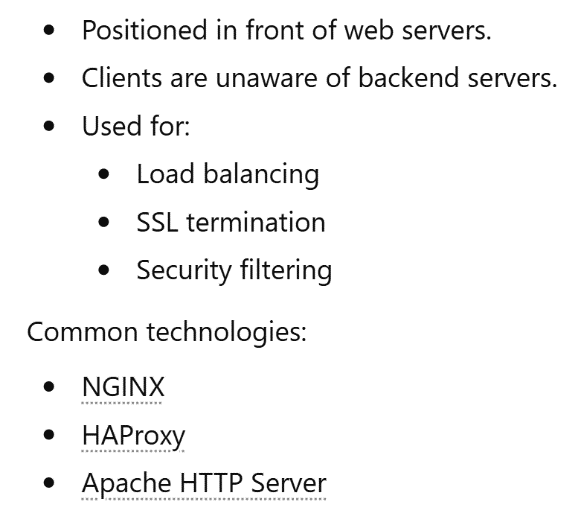 Positioned in front of web servers.
Clients are unaware of backend servers.
Used for:
Load balancing
SSL termination
Security filtering
Common technologies:
NGINX
HAProxy
Apache HTTP Server